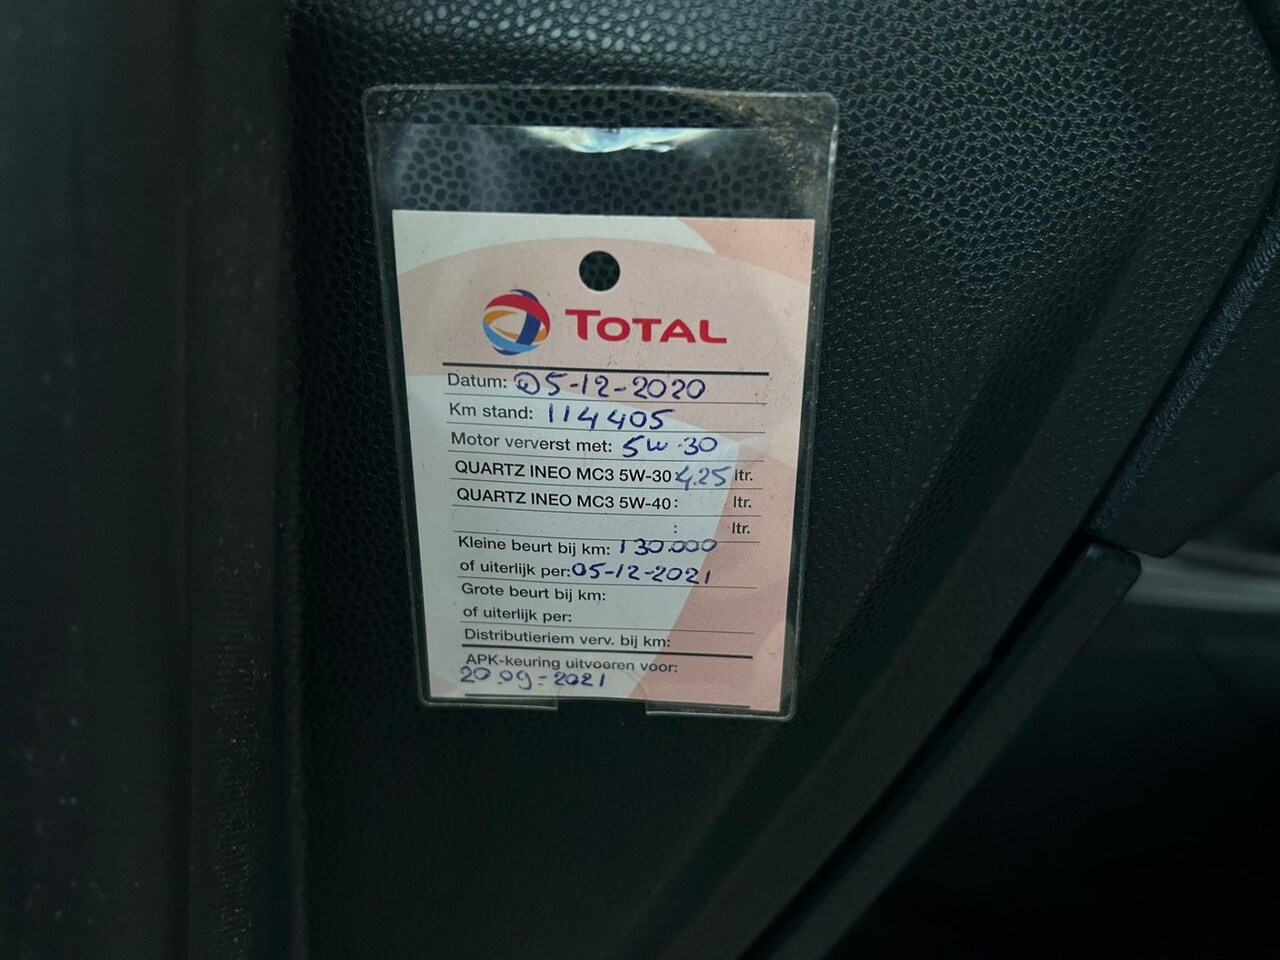 TOTAL
Datum: 05-12-2020
Km stand: 114405
Motor ververst met: 5W-30
QUARTZ INEO MC3 5W-30: 4.25 ltr.
QUARTZ INEO MC3 5W-40: ltr.
: ltr.
Kleine beurt bij km: 130.000
of uiterlijk per: 05-12-2021
Grote beurt bij km:
of uiterlijk per:
Distributieriem verv. bij km:
APK-keuring uitvoeren voor:
20-09-2021